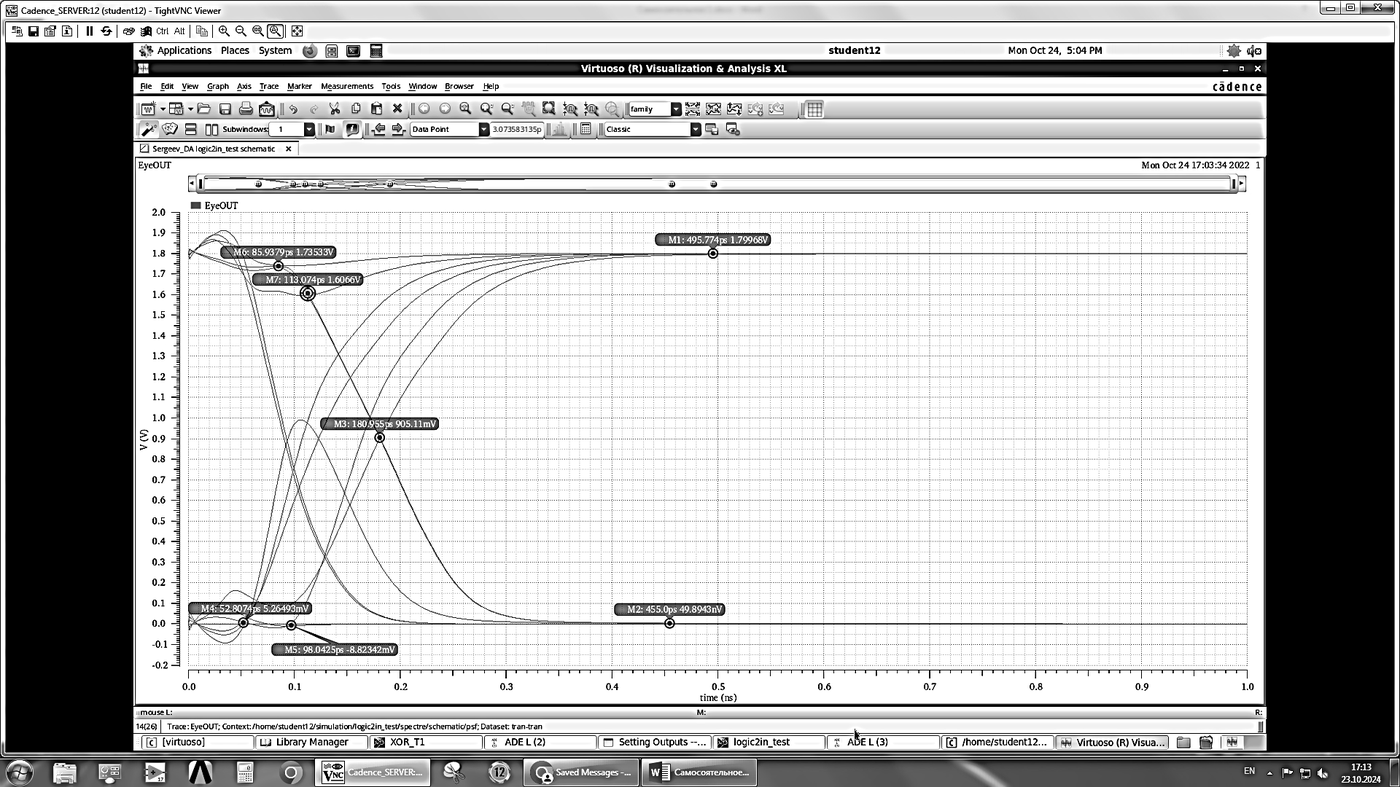 Cadence_SERVER:12 (student12) - TightVNC Viewer
Ctrl Alt
Applications Places System student12 Mon Oct 24, 5:04 PM
Virtuoso (R) Visualization & Analysis XL
File Edit View Graph Axis Trace Marker Measurements Tools Window Browser Help cādence
family
Subwindows: 1 Data Point 3.073583135p Classic
Sergeev_DA logic2in_test schematic
EyeOUT Mon Oct 24 17:03:34 2022 1
EyeOUT
2.0
1.9
1.8
1.7
1.6
1.5
1.4
1.3
1.2
1.1
1.0
0.9
0.8
0.7
0.6
0.5
0.4
0.3
0.2
0.1
0.0
-0.1
-0.2
V (V)
M1: 495.774ps 1.79968V
M6: 85.9379ps 1.73533V
M7: 113.074ps 1.6066V
M3: 180.955ps 905.11mV
M4: 52.8074ps 5.26493mV
M2: 455.0ps 49.8943nV
M5: 98.0425ps -8.82342mV
0.0 0.1 0.2 0.3 0.4 0.5 0.6 0.7 0.8 0.9 1.0
time (ns)
mouse L: M: R:
14(26) Trace: EyeOUT; Context: /home/student12/simulation/logic2in_test/spectre/schematic/psf; Dataset: tran-tran
[virtuoso] Library Manager XOR_T1 ADE L (2) Setting Outputs --... logic2in_test ADE L (3) /home/student12... Virtuoso (R) Visua...
Cadence_SERVER:... 12 Saved Messages -... Самосоятельное... EN 17:13
23.10.2024